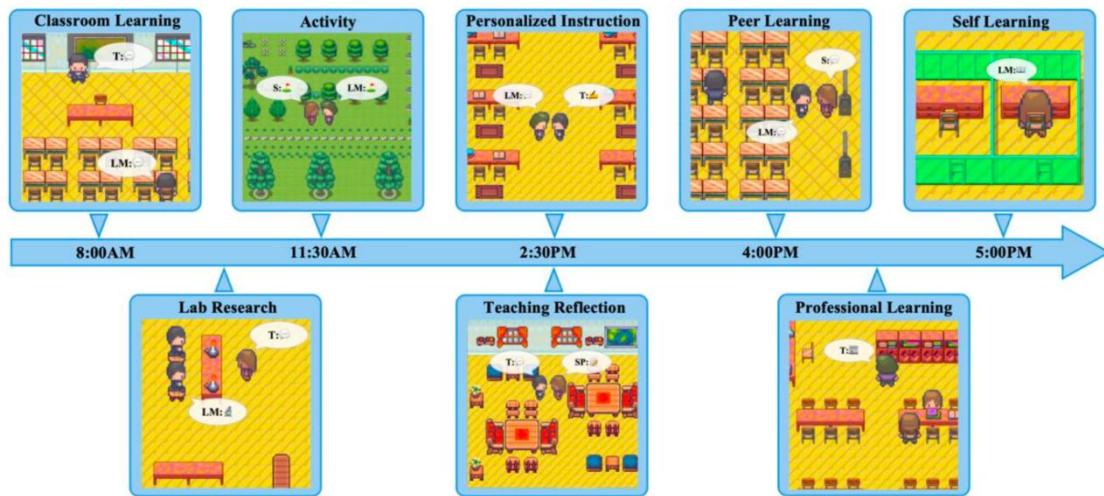 Classroom Learning
T:
LM:
Activity
S:
LM:
Personalized Instruction
LM:
T:
Peer Learning
S:
LM:
Self Learning
LM:
8:00AM
11:30AM
2:30PM
4:00PM
5:00PM
Lab Research
T:
LM:
Teaching Reflection
T:
SP:
Professional Learning
T: